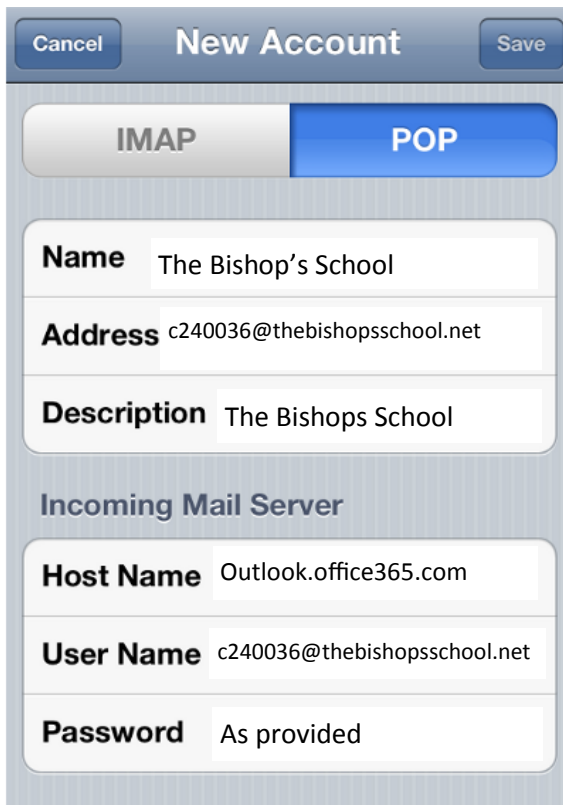 Cancel New Account Save
IMAP POP
Name The Bishop’s School
Address c240036@thebishopsschool.net
Description The Bishops School
Incoming Mail Server
Host Name Outlook.office365.com
User Name c240036@thebishopsschool.net
Password As provided